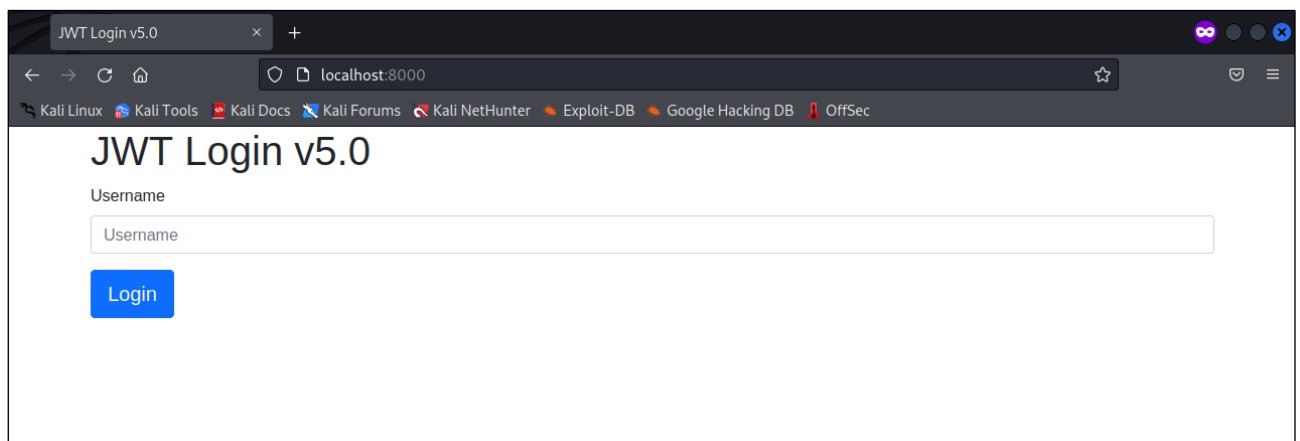 JWT Login v5.0
localhost:8000
Kali Linux Kali Tools Kali Docs Kali Forums Kali NetHunter Exploit-DB Google Hacking DB OffSec
JWT Login v5.0
Username
Username
Login